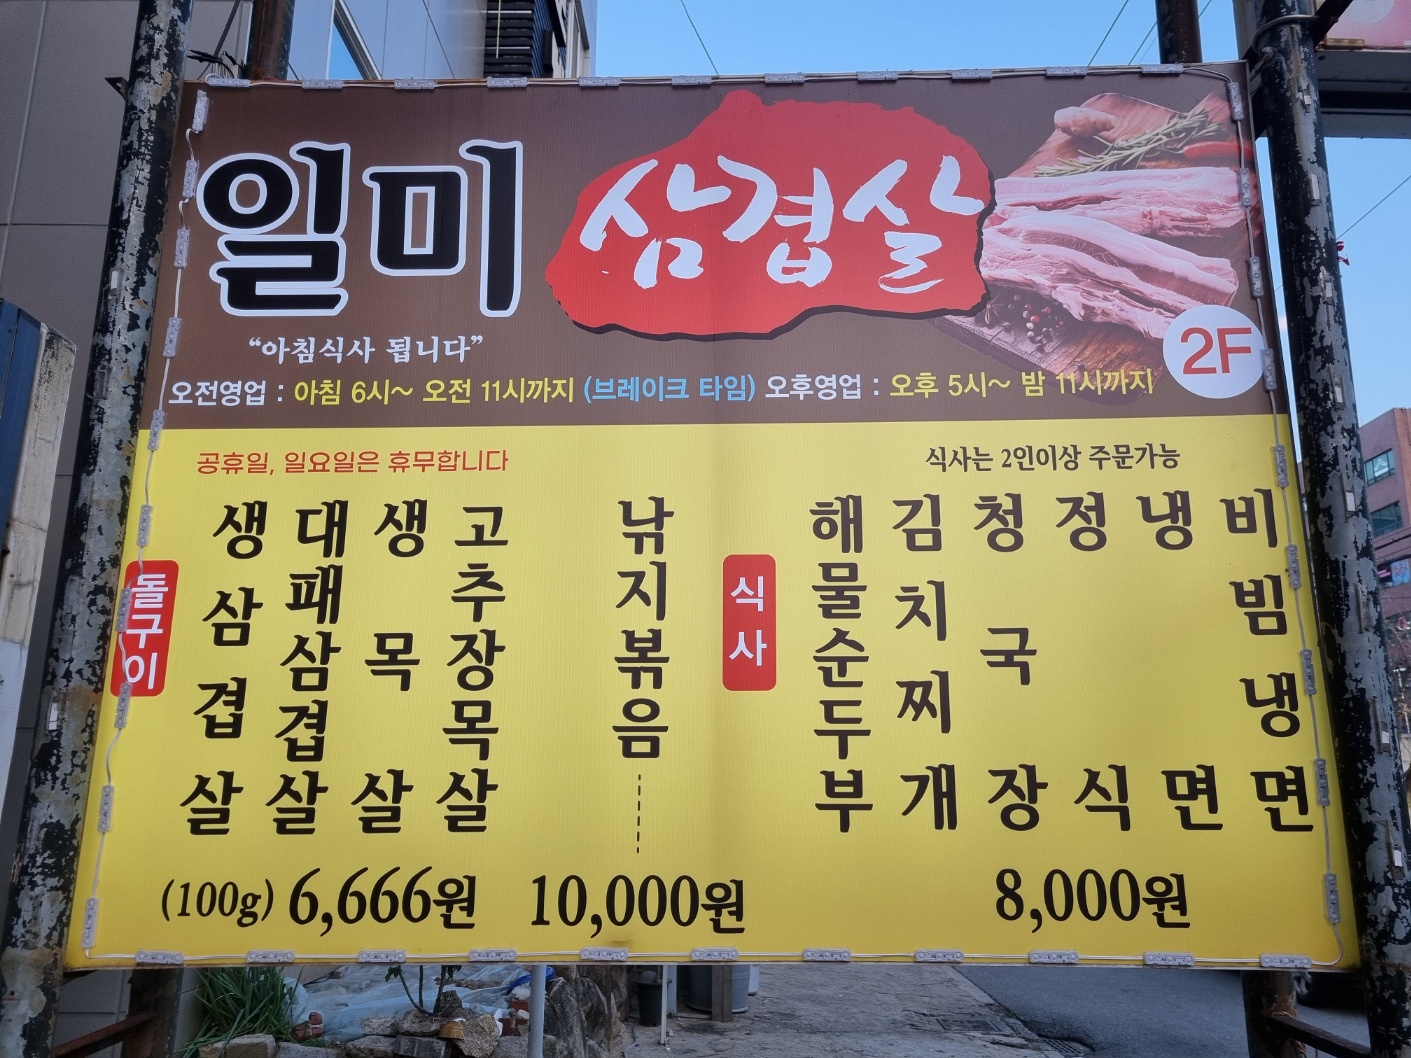 일미 삼겹살
“아침식사 됩니다”
2F
오전영업 : 아침 6시~ 오전 11시까지 (브레이크 타임) 오후영업 : 오후 5시~ 밤 11시까지
공휴일, 일요일은 휴무합니다
식사는 2인이상 주문가능
돌구이
생삼겹살
대패삼겹살
생목살
고추장목살
(100g) 6,666원
낚지볶음
10,000원
식사
해물순두부
김치찌개
청국장
정식
냉면
비빔냉면
8,000원